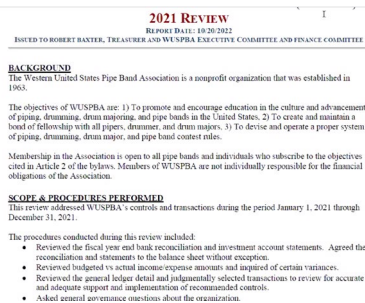 2021 REVIEW
REPORT DATE: 10/20/2022
ISSUED TO ROBERT BAXTER, TREASURER AND WUSPBA EXECUTIVE COMMITTEE AND FINANCE COMMITTEE
BACKGROUND
The Western United States Pipe Band Association is a nonprofit organization that was established in
1963.
The objectives of WUSPBA are: 1) To promote and encourage education in the culture and advancement
of piping, drumming, drum majoring, and pipe bands in the United States, 2) To create and maintain a
bond of fellowship with all pipers, drummer, and drum majors, 3) To devise and operate a proper system
of piping, drumming, drum major, and pipe band contest rules.
Membership in the Association is open to all pipe bands and individuals who subscribe to the objectives
cited in Article 2 of the bylaws. Members of WUSPBA are not individually responsible for the financial
obligations of the Association.
SCOPE & PROCEDURES PERFORMED
This review addressed WUSPBA's controls and transactions during the period January 1, 2021 through
December 31, 2021.
The procedures conducted during this review included:
• Reviewed the fiscal year end bank reconciliation and investment account statements. Agreed the
reconciliation and statements to the balance sheet without exception.
• Reviewed budgeted vs actual income/expense amounts and inquired of certain variances.
• Reviewed the general ledger detail and judgmentally selected transactions to review for accurate
and adequate support and implementation of recommended controls.
• Asked general governance questions about the organization.